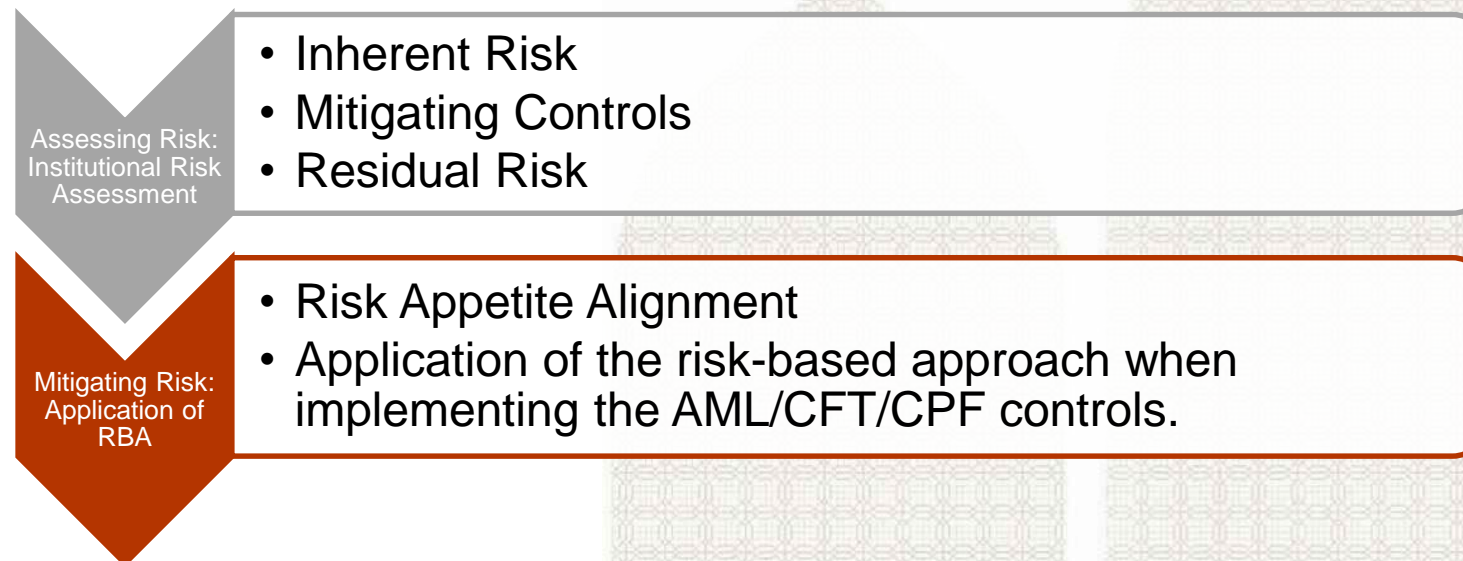 Assessing Risk:
Institutional Risk
Assessment
• Inherent Risk
• Mitigating Controls
• Residual Risk
Mitigating Risk:
Application of
RBA
• Risk Appetite Alignment
• Application of the risk-based approach when
implementing the AML/CFT/CPF controls.